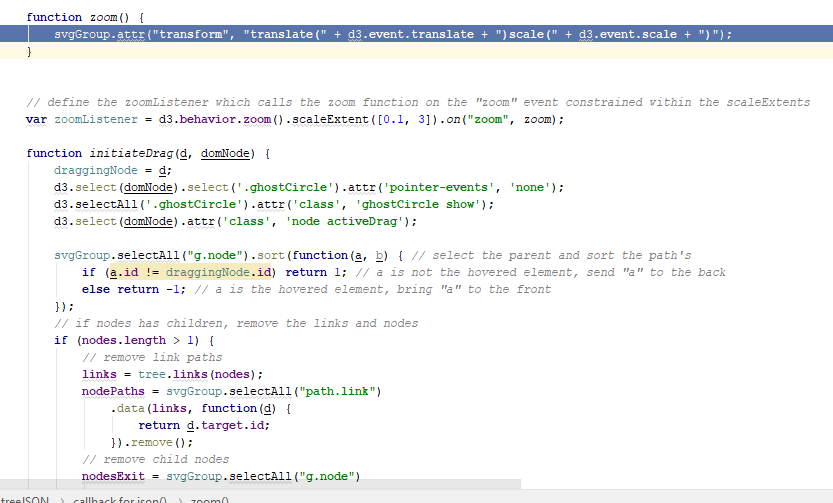 function zoom() {
svgGroup.attr("transform", "translate(" + d3.event.translate + ")scale(" + d3.event.scale + ")");
}
// define the zoomListener which calls the zoom function on the "zoom" event constrained within the scaleExtents
var zoomListener = d3.behavior.zoom().scaleExtent([0.1, 3]).on("zoom", zoom);
function initiateDrag(d, domNode) {
draggingNode = d;
d3.select(domNode).select('.ghostCircle').attr('pointer-events', 'none');
d3.selectAll('.ghostCircle').attr('class', 'ghostCircle show');
d3.select(domNode).attr('class', 'node activeDrag');
svgGroup.selectAll("g.node").sort(function(a, b) { // select the parent and sort the path's
if (a.id != draggingNode.id) return 1; // a is not the hovered element, send "a" to the back
else return -1; // a is the hovered element, bring "a" to the front
});
// if nodes has children, remove the links and nodes
if (nodes.length > 1) {
// remove link paths
links = tree.links(nodes);
nodePaths = svgGroup.selectAll("path.link")
.data(links, function(d) {
return d.target.id;
}).remove();
// remove child nodes
nodesExit = svgGroup.selectAll("g.node")
treeJSON > callback for json() > zoom()